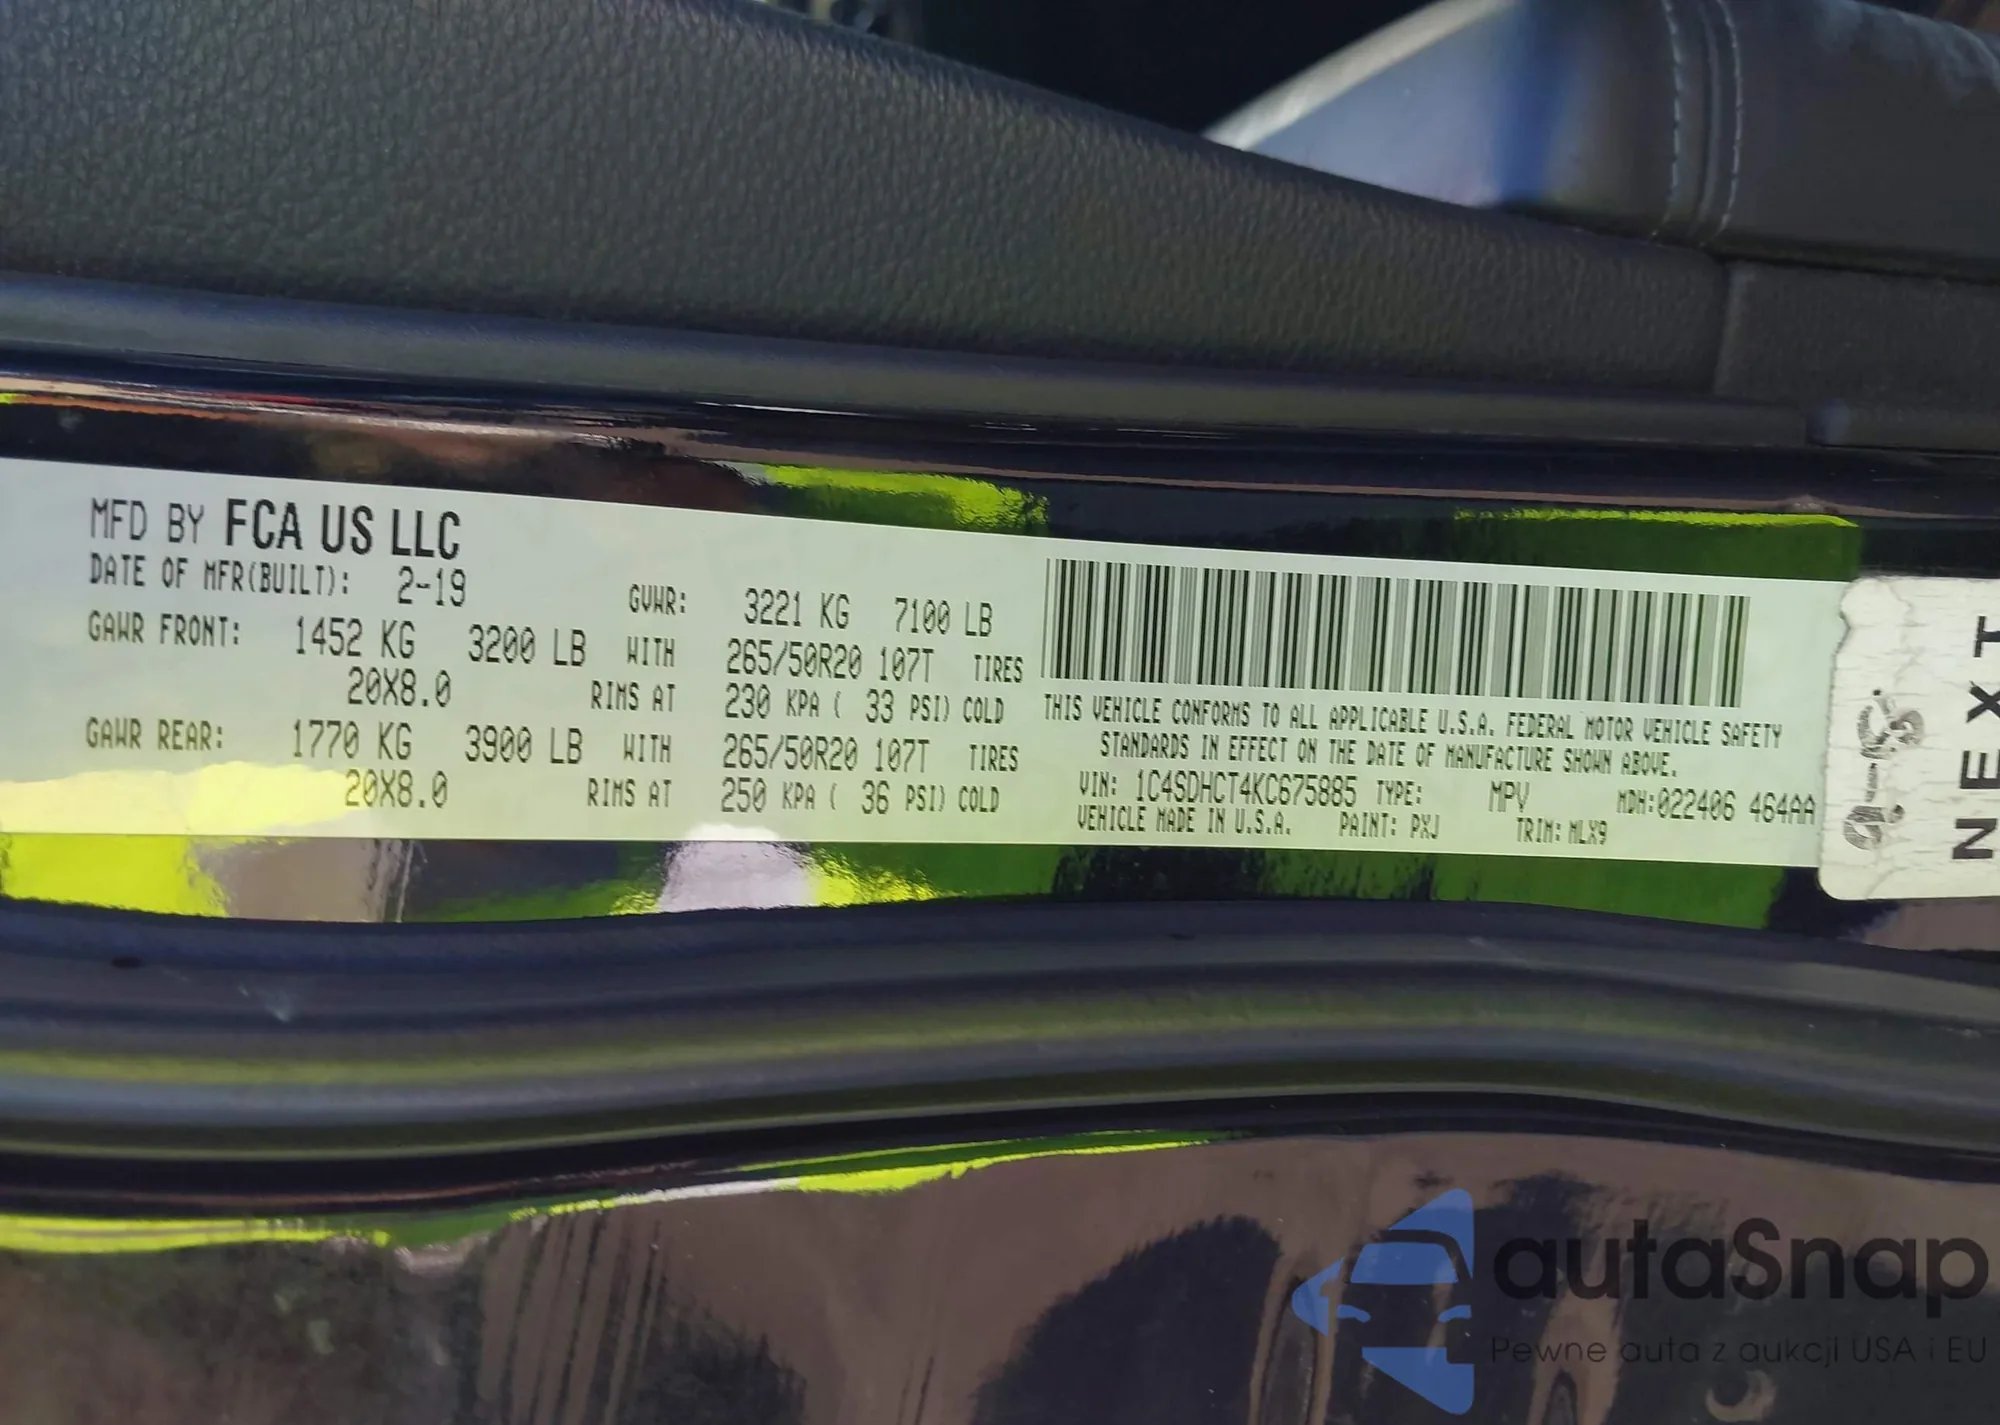 MFD BY FCA US LLC
DATE OF MFR(BUILT): 2-19
GVWR: 3221 KG 7100 LB
GAWR FRONT: 1452 KG 3200 LB WITH 265/50R20 107T TIRES
20X8.0 RIMS AT 230 KPA ( 33 PSI) COLD
GAWR REAR: 1770 KG 3900 LB WITH 265/50R20 107T TIRES
20X8.0 RIMS AT 250 KPA ( 36 PSI) COLD
THIS VEHICLE CONFORMS TO ALL APPLICABLE U.S.A. FEDERAL MOTOR VEHICLE SAFETY
STANDARDS IN EFFECT ON THE DATE OF MANUFACTURE SHOWN ABOVE.
VIN: 1C4SDHCT4KC675885 TYPE: MPV MDH:022406 464AA
VEHICLE MADE IN U.S.A. PAINT: PXJ TRIM: MLX9
NEXT
autaSnap
Pewne auta z aukcji USA i EU